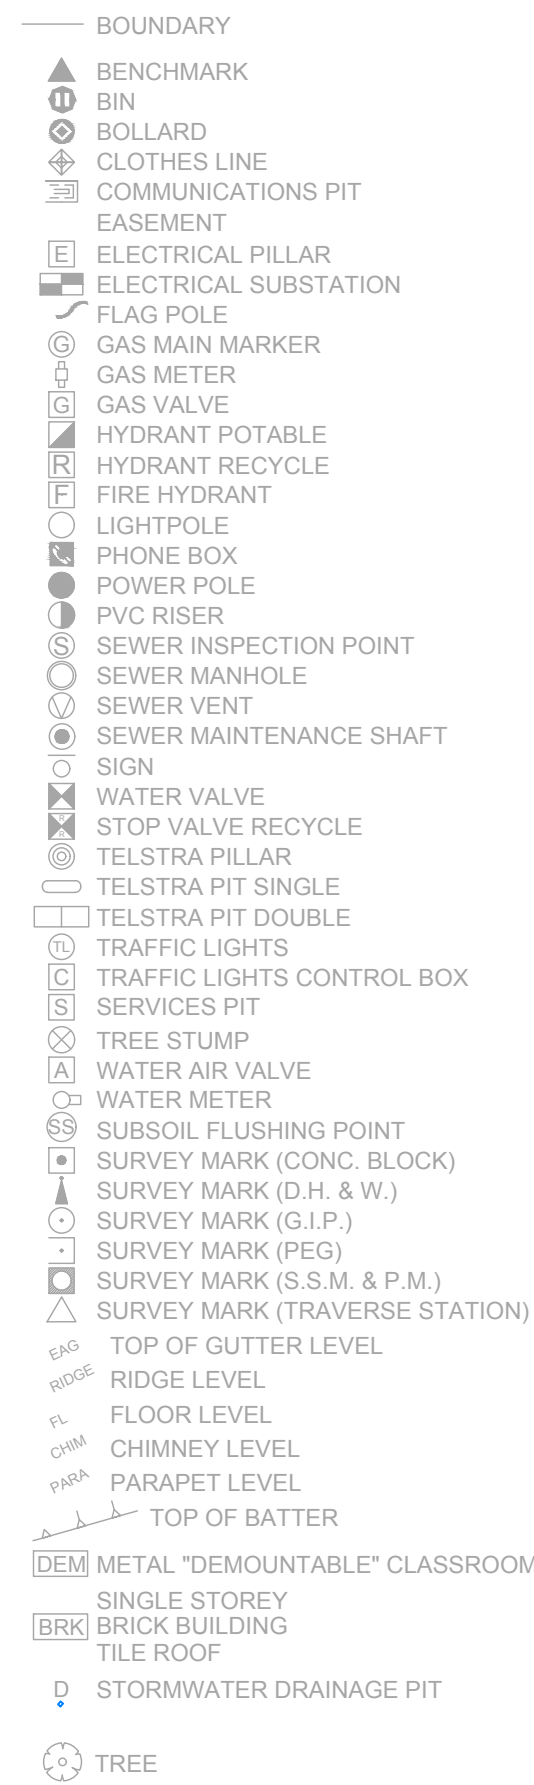 BOUNDARY
BENCHMARK
BIN
BOLLARD
CLOTHES LINE
COMMUNICATIONS PIT
EASEMENT
E ELECTRICAL PILLAR
ELECTRICAL SUBSTATION
FLAG POLE
G GAS MAIN MARKER
GAS METER
G GAS VALVE
HYDRANT POTABLE
R HYDRANT RECYCLE
F FIRE HYDRANT
LIGHTPOLE
PHONE BOX
POWER POLE
PVC RISER
S SEWER INSPECTION POINT
SEWER MANHOLE
SEWER VENT
SEWER MAINTENANCE SHAFT
SIGN
WATER VALVE
R R STOP VALVE RECYCLE
TELSTRA PILLAR
TELSTRA PIT SINGLE
TELSTRA PIT DOUBLE
TL TRAFFIC LIGHTS
C TRAFFIC LIGHTS CONTROL BOX
S SERVICES PIT
TREE STUMP
A WATER AIR VALVE
WATER METER
SS SUBSOIL FLUSHING POINT
SURVEY MARK (CONC. BLOCK)
SURVEY MARK (D.H. & W.)
SURVEY MARK (G.I.P.)
SURVEY MARK (PEG)
SURVEY MARK (S.S.M. & P.M.)
SURVEY MARK (TRAVERSE STATION)
EAG TOP OF GUTTER LEVEL
RIDGE RIDGE LEVEL
FL FLOOR LEVEL
CHIM CHIMNEY LEVEL
PARA PARAPET LEVEL
TOP OF BATTER
DEM METAL "DEMOUNTABLE" CLASSROOM
SINGLE STOREY
BRK BRICK BUILDING
TILE ROOF
D STORMWATER DRAINAGE PIT
TREE